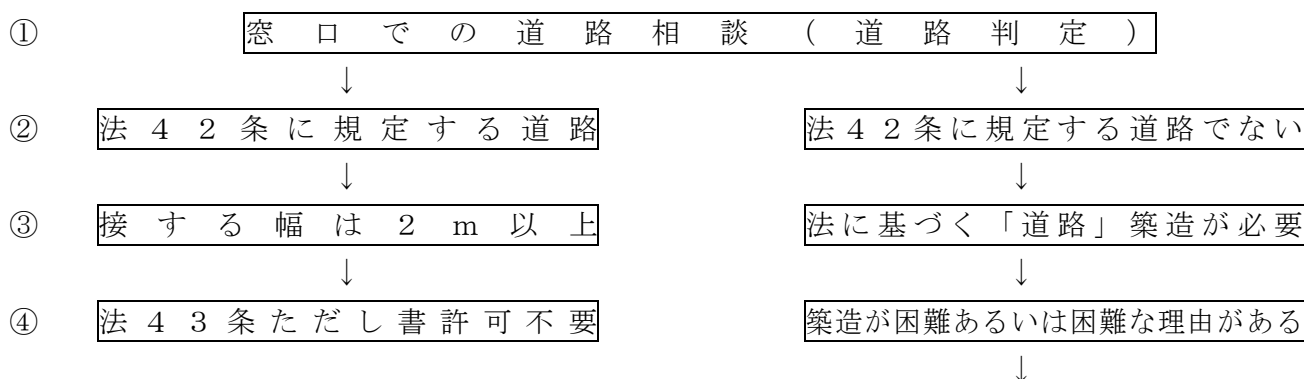 ① 窓口での道路相談(道路判定)
↓ ↓
② 法42条に規定する道路 法42条に規定する道路でない
↓ ↓
③ 接する幅は2m以上 法に基づく「道路」築造が必要
↓ ↓
④ 法43条ただし書許可不要 築造が困難あるいは困難な理由がある
↓